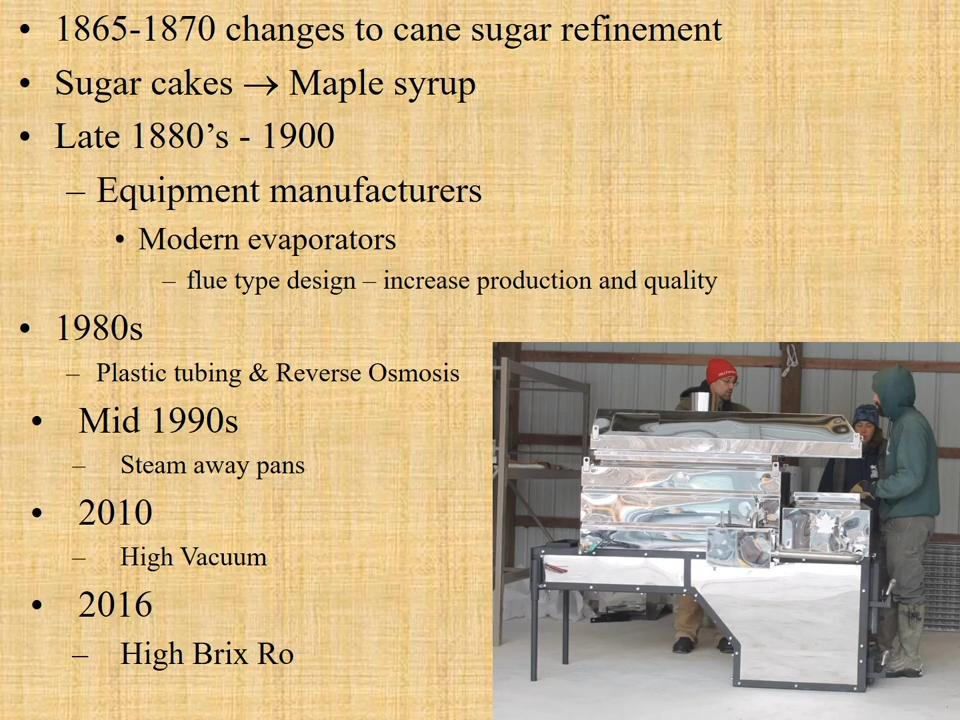 • 1865-1870 changes to cane sugar refinement
• Sugar cakes → Maple syrup
• Late 1880’s - 1900
– Equipment manufacturers
• Modern evaporators
– flue type design – increase production and quality
• 1980s
– Plastic tubing & Reverse Osmosis
• Mid 1990s
– Steam away pans
• 2010
– High Vacuum
• 2016
– High Brix Ro